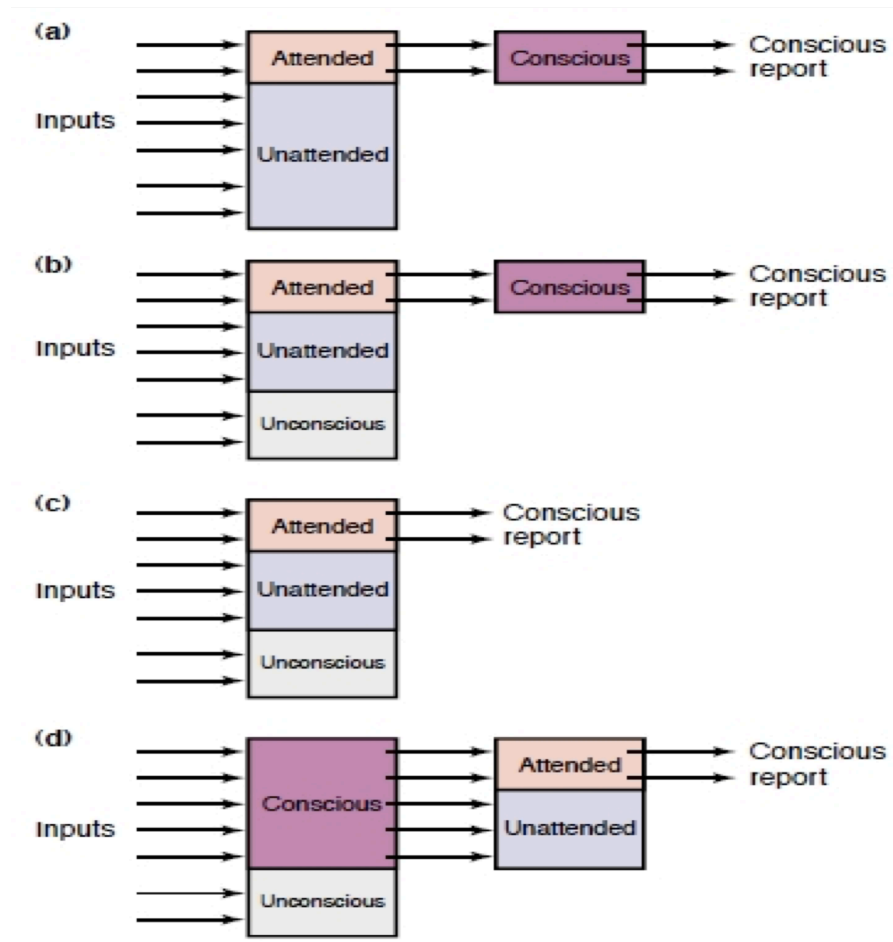 (a)
Attended
Conscious
Conscious
report
Inputs
Unattended
(b)
Attended
Conscious
Conscious
report
Inputs
Unattended
Unconscious
(c)
Attended
Conscious
report
Inputs
Unattended
Unconscious
(d)
Conscious
Attended
Conscious
report
Inputs
Unattended
Unconscious